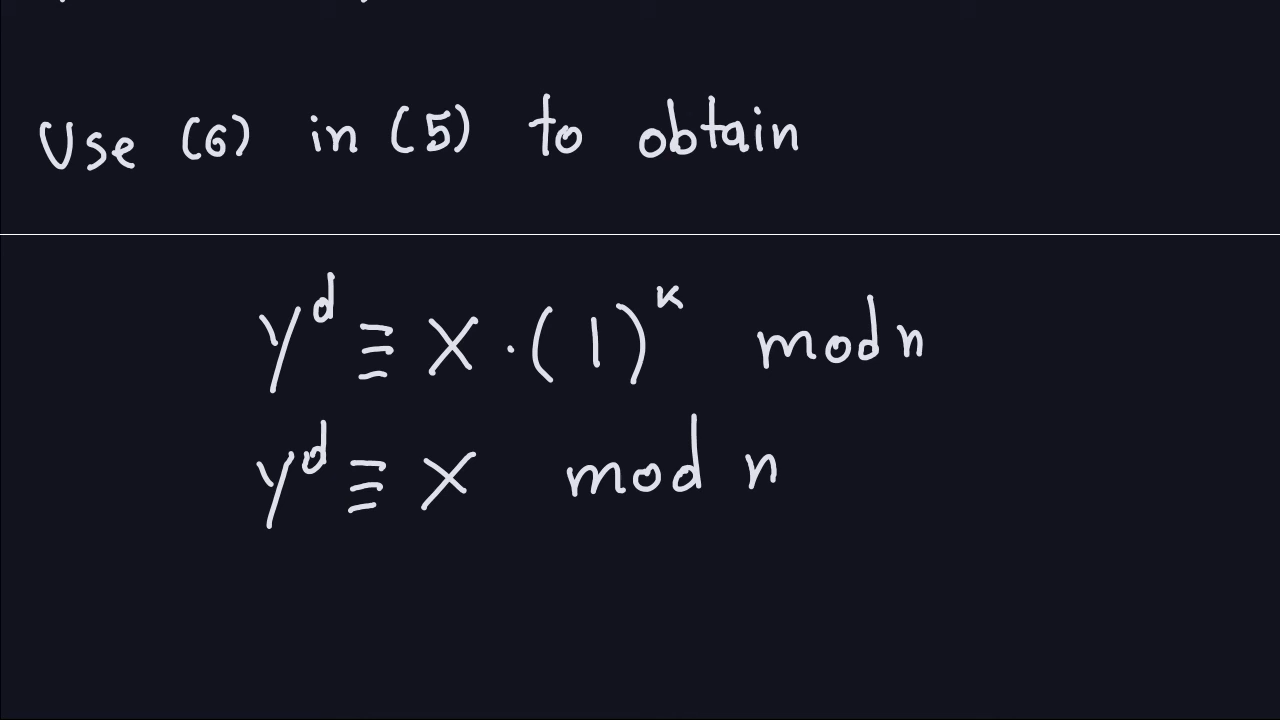 Use (6) in (5) to obtain
y^d ≡ x · (1)^k mod n
y^d ≡ x mod n